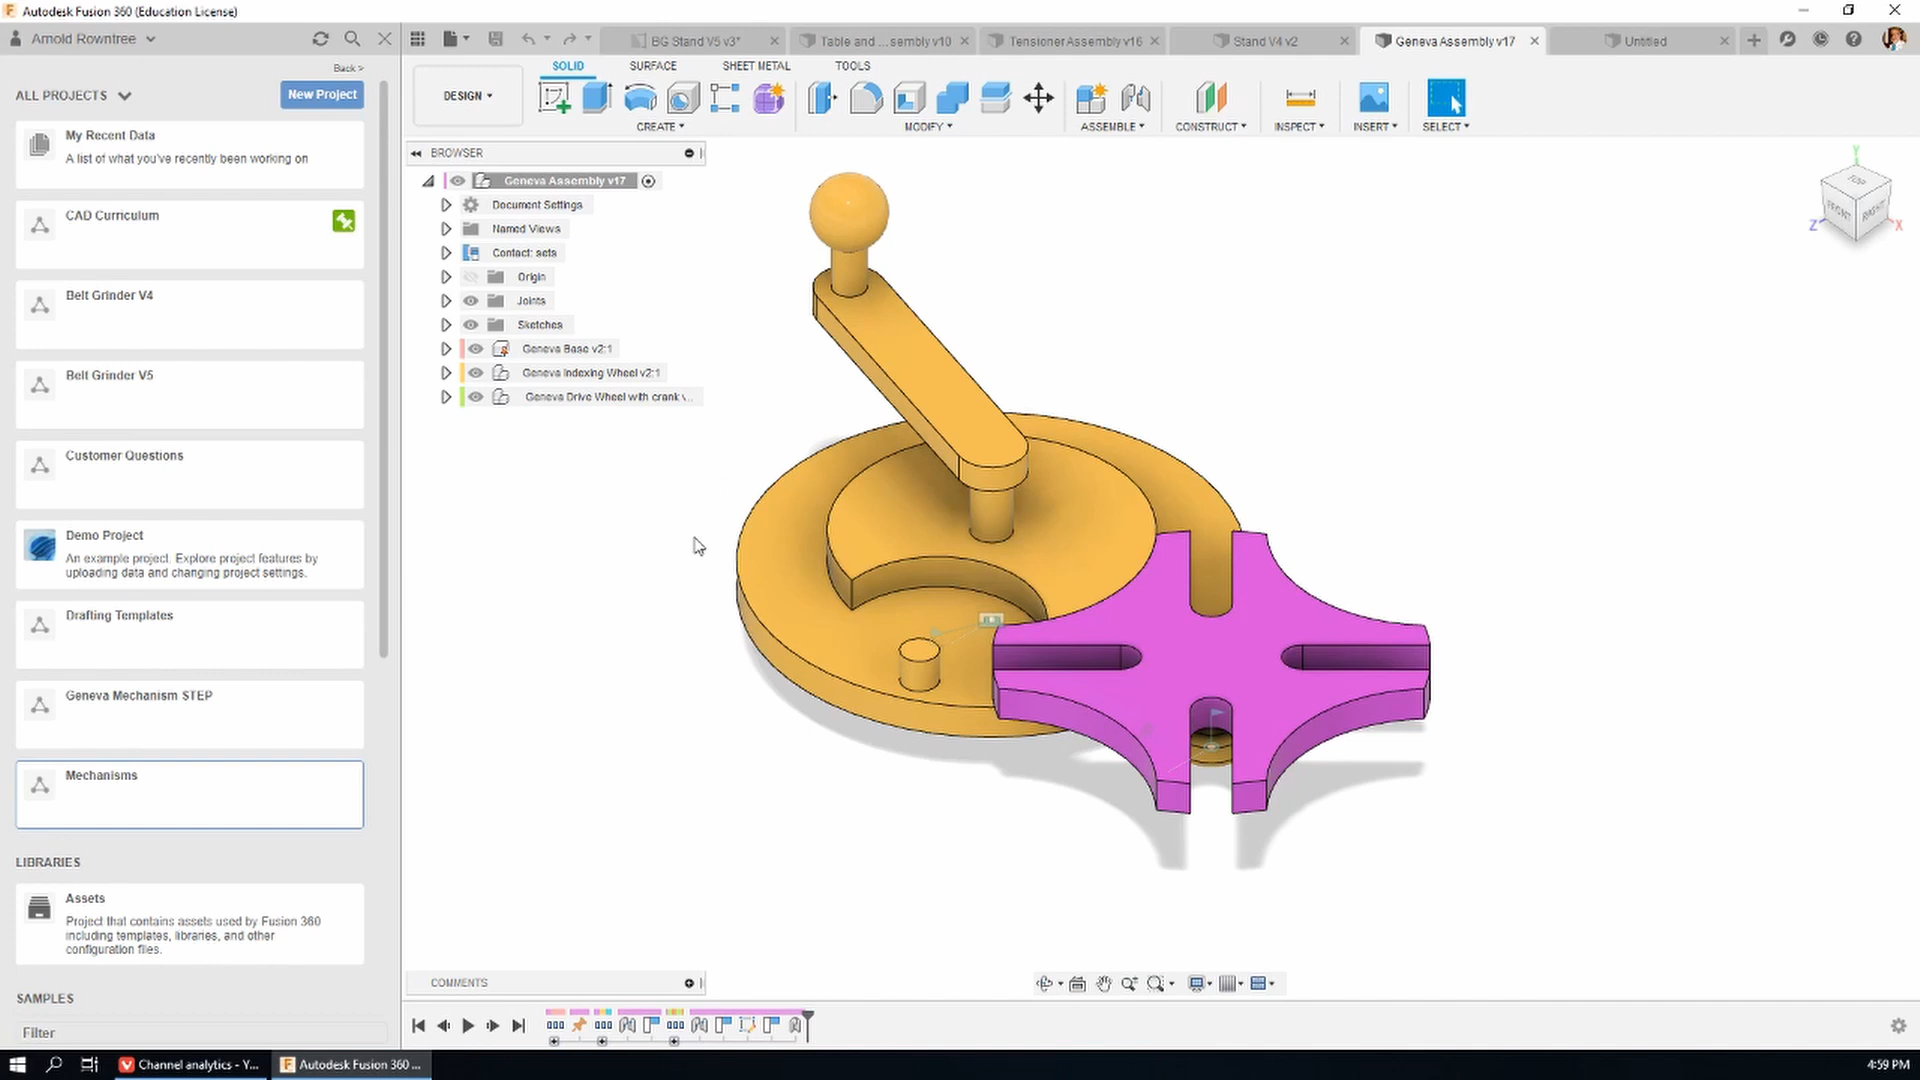 Autodesk Fusion 360 (Education License)
Arnold Rowntree
BG Stand V5 v3*
Table and ...sembly v10
Tensioner Assembly v16
Stand V4 v2
Geneva Assembly v17
Untitled
Back >
ALL PROJECTS
New Project
My Recent Data
A list of what you've recently been working on
CAD Curriculum
Belt Grinder V4
Belt Grinder V5
Customer Questions
Demo Project
An example project. Explore project features by
uploading data and changing project settings.
Drafting Templates
Geneva Mechanism STEP
Mechanisms
LIBRARIES
Assets
Project that contains assets used by Fusion 360
including templates, libraries, and other
configuration files.
SAMPLES
Filter
SOLID
SURFACE
SHEET METAL
TOOLS
DESIGN
CREATE
MODIFY
ASSEMBLE
CONSTRUCT
INSPECT
INSERT
SELECT
BROWSER
Geneva Assembly v17
Document Settings
Named Views
Contact: sets
Origin
Joints
Sketches
Geneva Base v2:1
Geneva Indexing Wheel v2:1
Geneva Drive Wheel with crank v...
Y
TOP
FRONT
RIGHT
Z
X
COMMENTS
Channel analytics - Y...
Autodesk Fusion 360 ...
4:59 PM